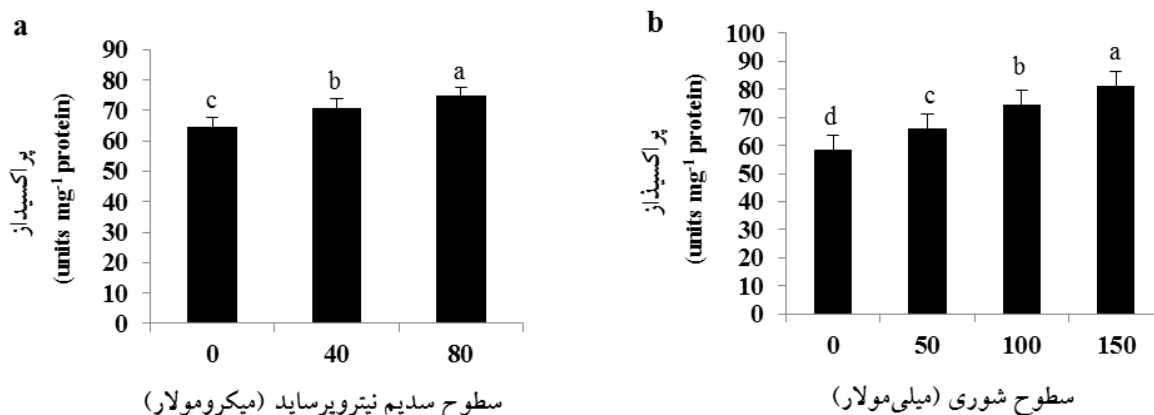 a
90
80
70
60
50
40
30
20
10
0
پراکسیداز
(units mg⁻¹ protein)
c
b
a
0 40 80
سطوح سدیم نیتروپرساید (میکرومولار)
b
100
90
80
70
60
50
40
30
20
10
0
پراکسیذاز
(units mg⁻¹ protein)
d
c
b
a
0 50 100 150
سطوح شوری (میلی‌مولار)